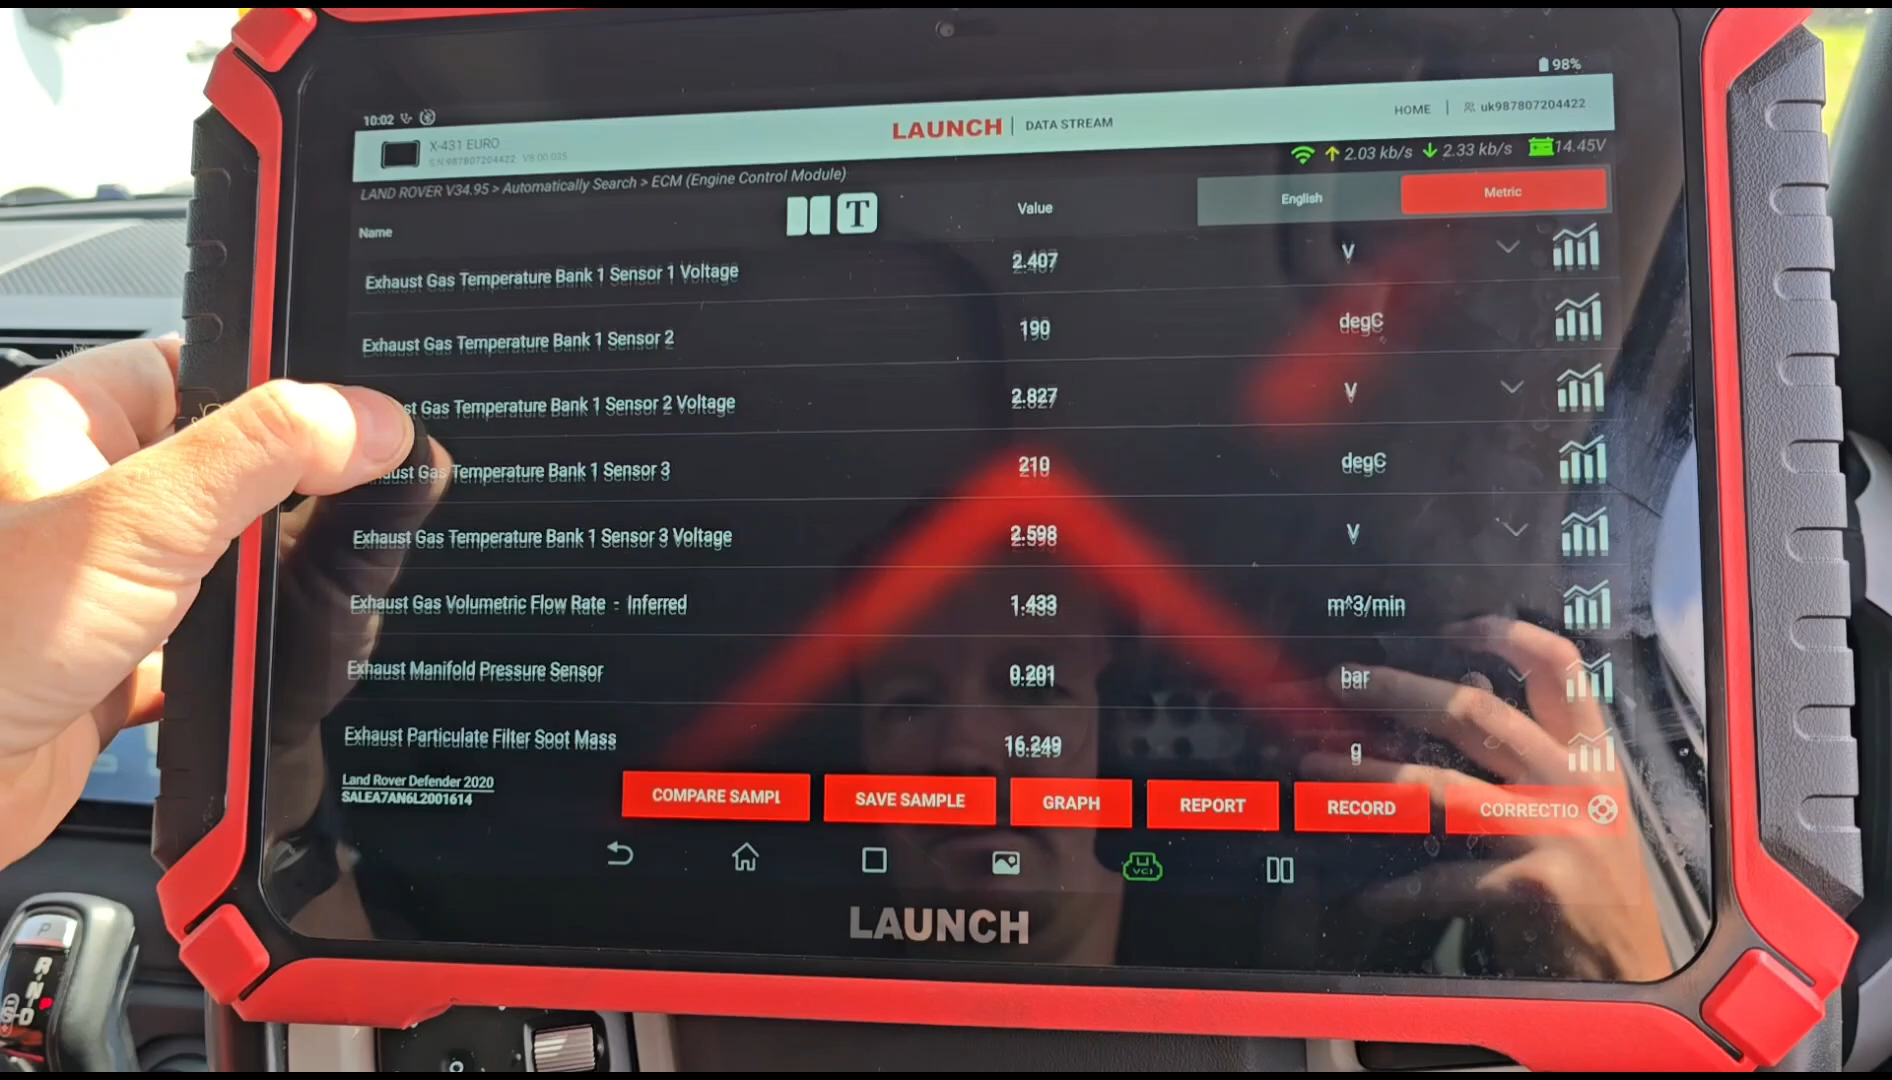 98%
10:02
X-431 EURO
S/N:987807204422 V8.00.035
LAUNCH | DATA STREAM
HOME | uk987807204422
2.03 kb/s 2.33 kb/s 14.45V
LAND ROVER V34.95 > Automatically Search > ECM (Engine Control Module)
Name T Value English Metric
Exhaust Gas Temperature Bank 1 Sensor 1 Voltage 2.407 V
Exhaust Gas Temperature Bank 1 Sensor 2 190 degC
st Gas Temperature Bank 1 Sensor 2 Voltage 2.827 V
ust Gas Temperature Bank 1 Sensor 3 210 degC
Exhaust Gas Temperature Bank 1 Sensor 3 Voltage 2.598 V
Exhaust Gas Volumetric Flow Rate - Inferred 1.433 m^3/min
Exhaust Manifold Pressure Sensor 0.201 bar
Exhaust Particulate Filter Soot Mass 16.249 g
Land Rover Defender 2020
SALEA7AN6L2001614
COMPARE SAMPL SAVE SAMPLE GRAPH REPORT RECORD CORRECTIO
VCI
LAUNCH
P
R
N
D
S